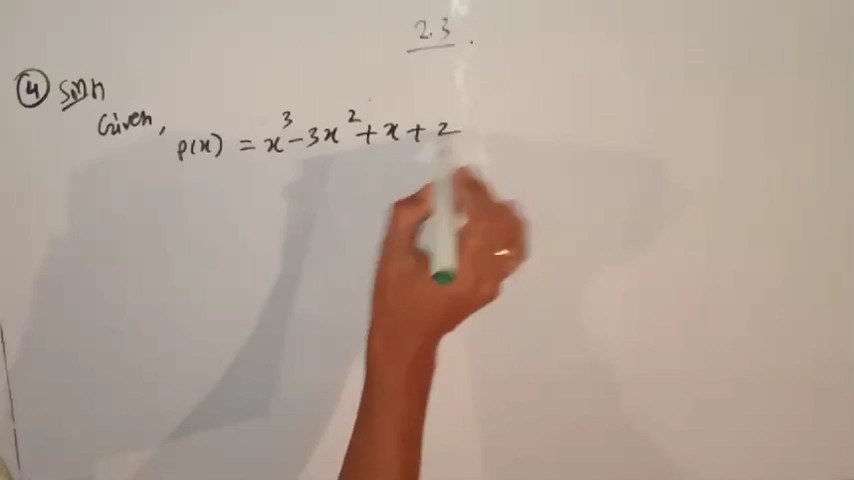 2.3
④ Soln
Given,
p(x) = x³ - 3x² + x + 2